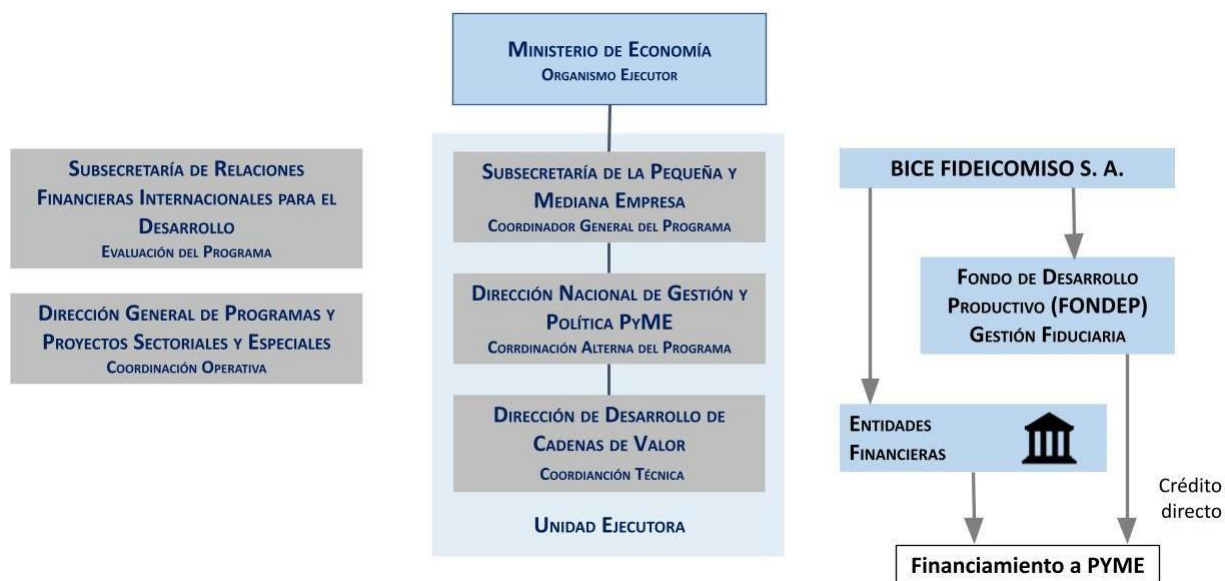 Ministerio de Economía
Organismo Ejecutor
Subsecretaría de Relaciones
Financieras Internacionales para el
Desarrollo
Evaluación del Programa
Dirección General de Programas y
Proyectos Sectoriales y Especiales
Coordinación Operativa
Subsecretaría de la Pequeña y
Mediana Empresa
Coordinador General del Programa
Dirección Nacional de Gestión y
Política PyME
Corrdinación Alterna del Programa
Dirección de Desarrollo de
Cadenas de Valor
Coordianción Técnica
Unidad Ejecutora
BICE FIDEICOMISO S. A.
Fondo de Desarrollo
Productivo (FONDEP)
Gestión Fiduciaria
Entidades
Financieras
Crédito
directo
Financiamiento a PYME